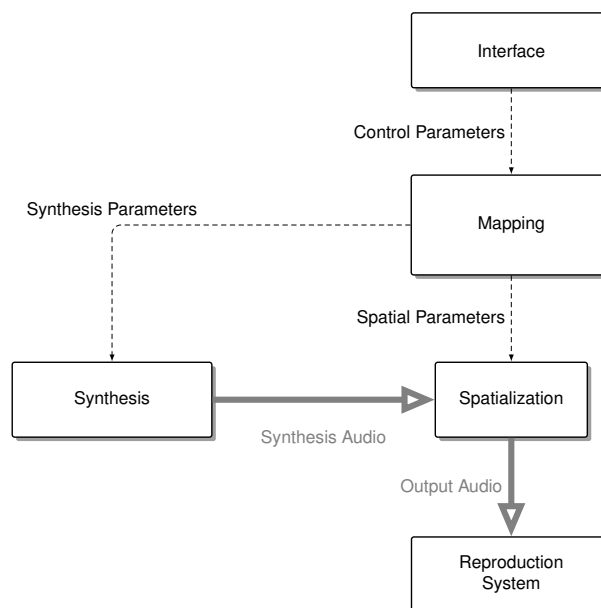 Interface
Control Parameters
Synthesis Parameters
Mapping
Spatial Parameters
Synthesis
Spatialization
Synthesis Audio
Output Audio
Reproduction
System